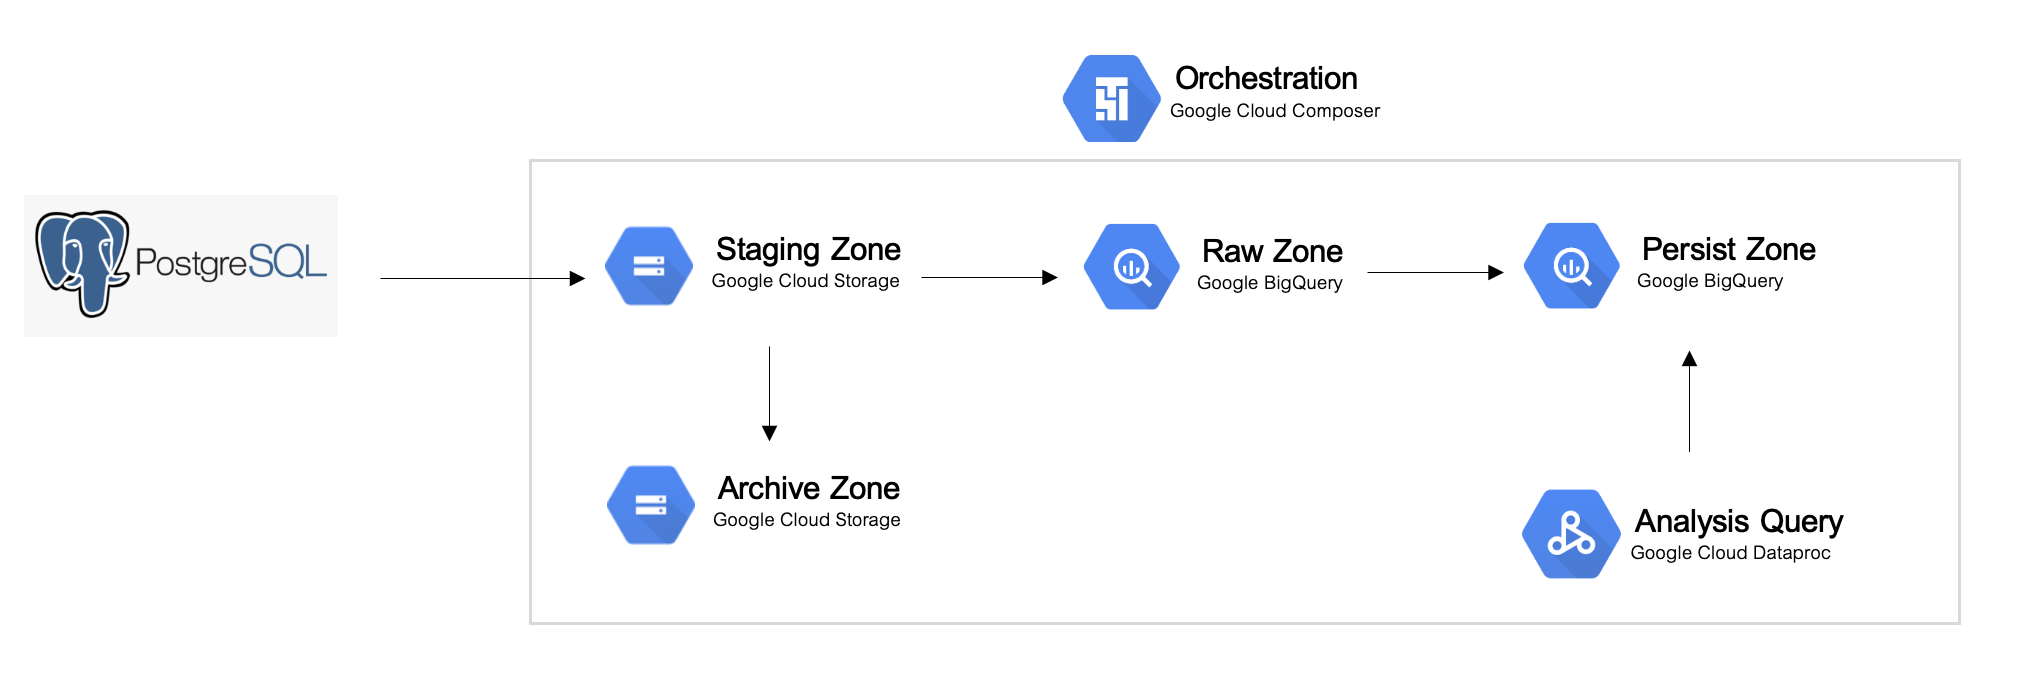 Orchestration
Google Cloud Composer
PostgreSQL
Staging Zone
Google Cloud Storage
Raw Zone
Google BigQuery
Persist Zone
Google BigQuery
Archive Zone
Google Cloud Storage
Analysis Query
Google Cloud Dataproc